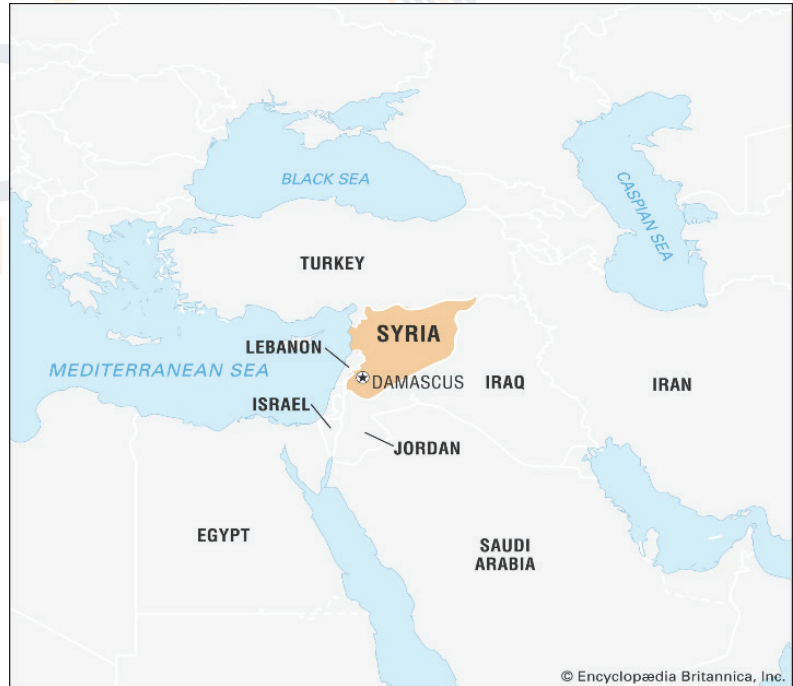 BLACK SEA
CASPIAN SEA
TURKEY
SYRIA
LEBANON
MEDITERRANEAN SEA
DAMASCUS
IRAQ
IRAN
ISRAEL
JORDAN
EGYPT
SAUDI
ARABIA
© Encyclopædia Britannica, Inc.